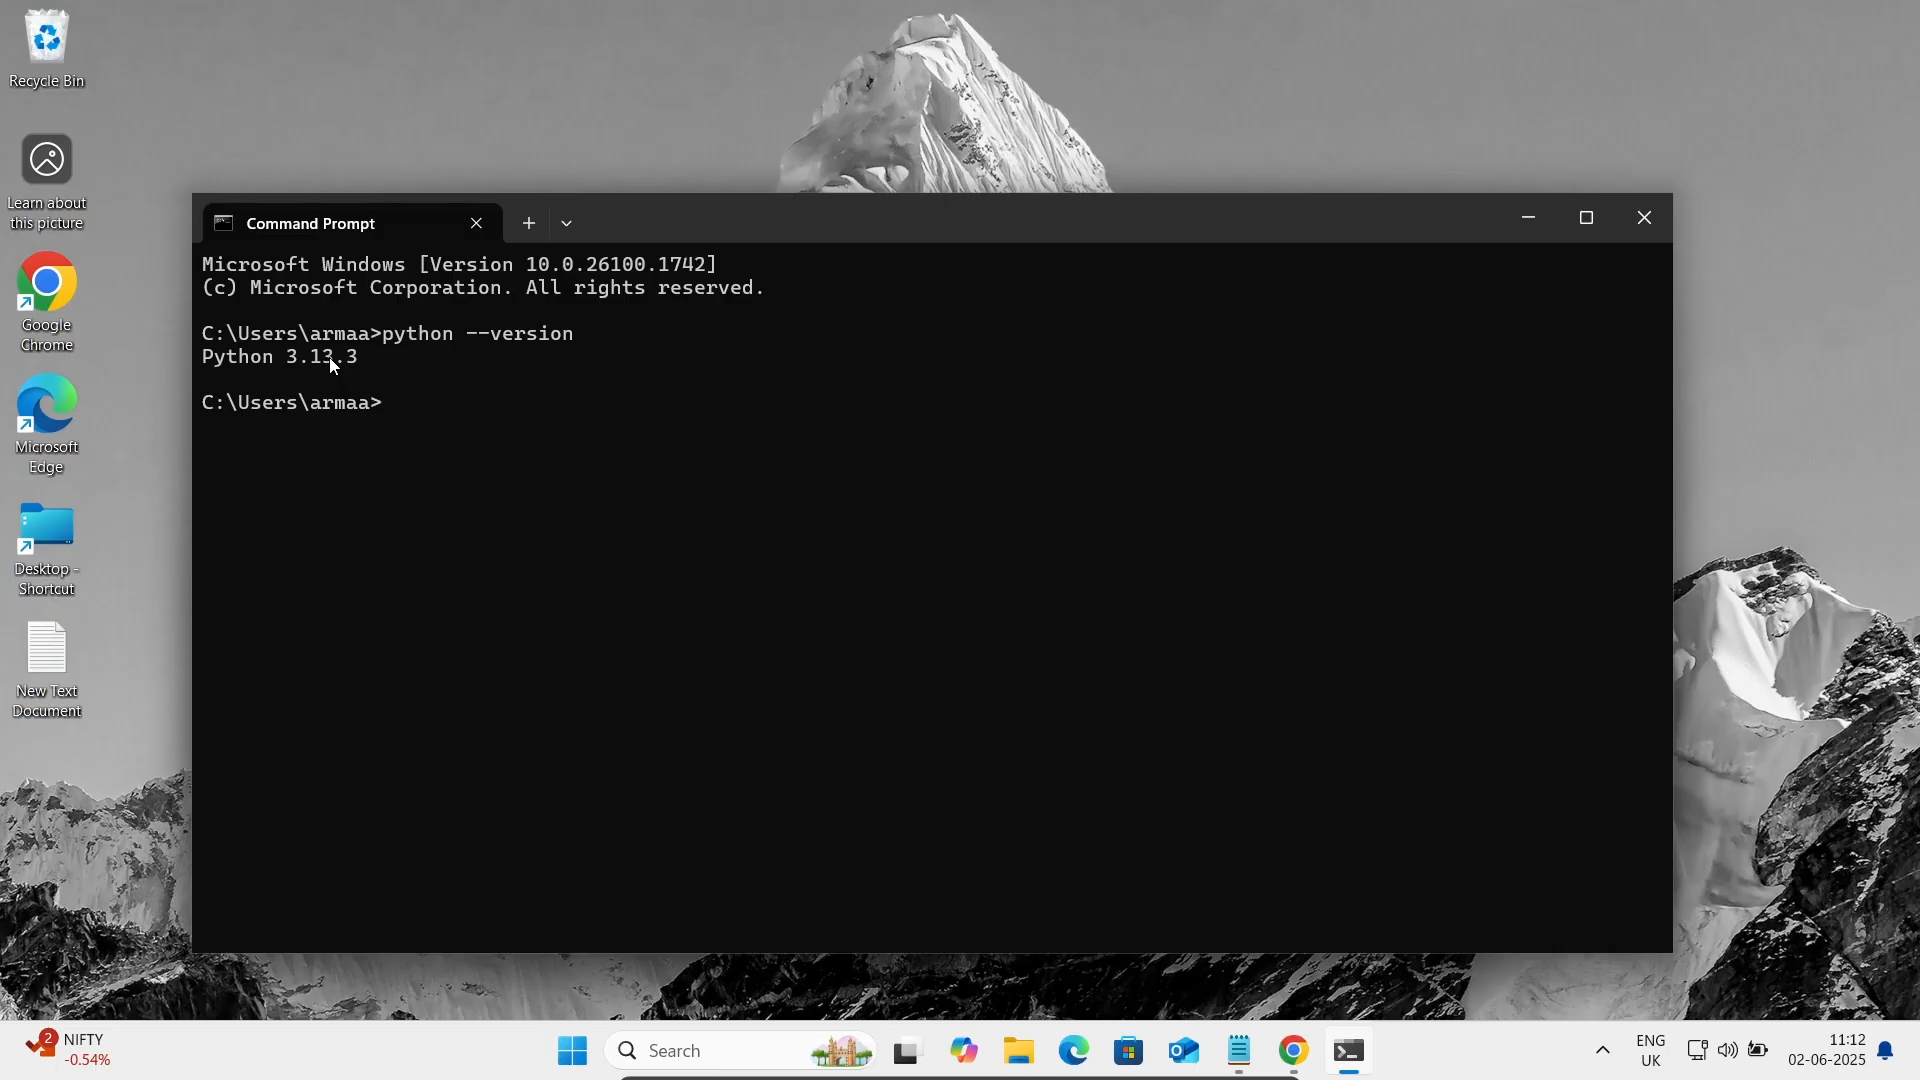 Recycle Bin
Learn about
this picture
Google
Chrome
Microsoft
Edge
Desktop -
Shortcut
New Text
Document
Command Prompt
Microsoft Windows [Version 10.0.26100.1742]
(c) Microsoft Corporation. All rights reserved.
C:\Users\armaa>python --version
Python 3.13.3
C:\Users\armaa>
2
NIFTY
-0.54%
Search
ENG
UK
11:12
02-06-2025